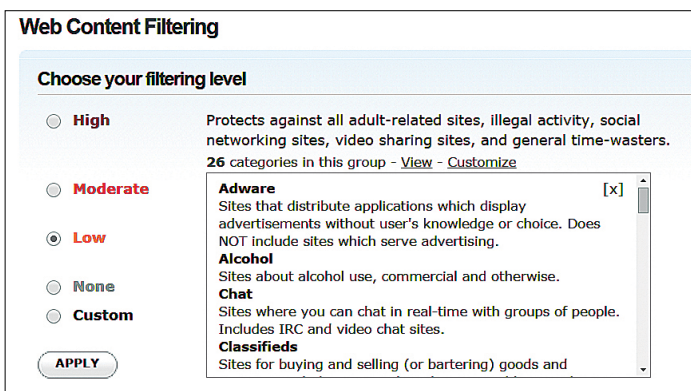 Web Content Filtering
Choose your filtering level
High
Protects against all adult-related sites, illegal activity, social
networking sites, video sharing sites, and general time-wasters.
26 categories in this group - View - Customize
Moderate
Low
None
Custom
APPLY
Adware [x]
Sites that distribute applications which display
advertisements without user's knowledge or choice. Does
NOT include sites which serve advertising.
Alcohol
Sites about alcohol use, commercial and otherwise.
Chat
Sites where you can chat in real-time with groups of people.
Includes IRC and video chat sites.
Classifieds
Sites for buying and selling (or bartering) goods and